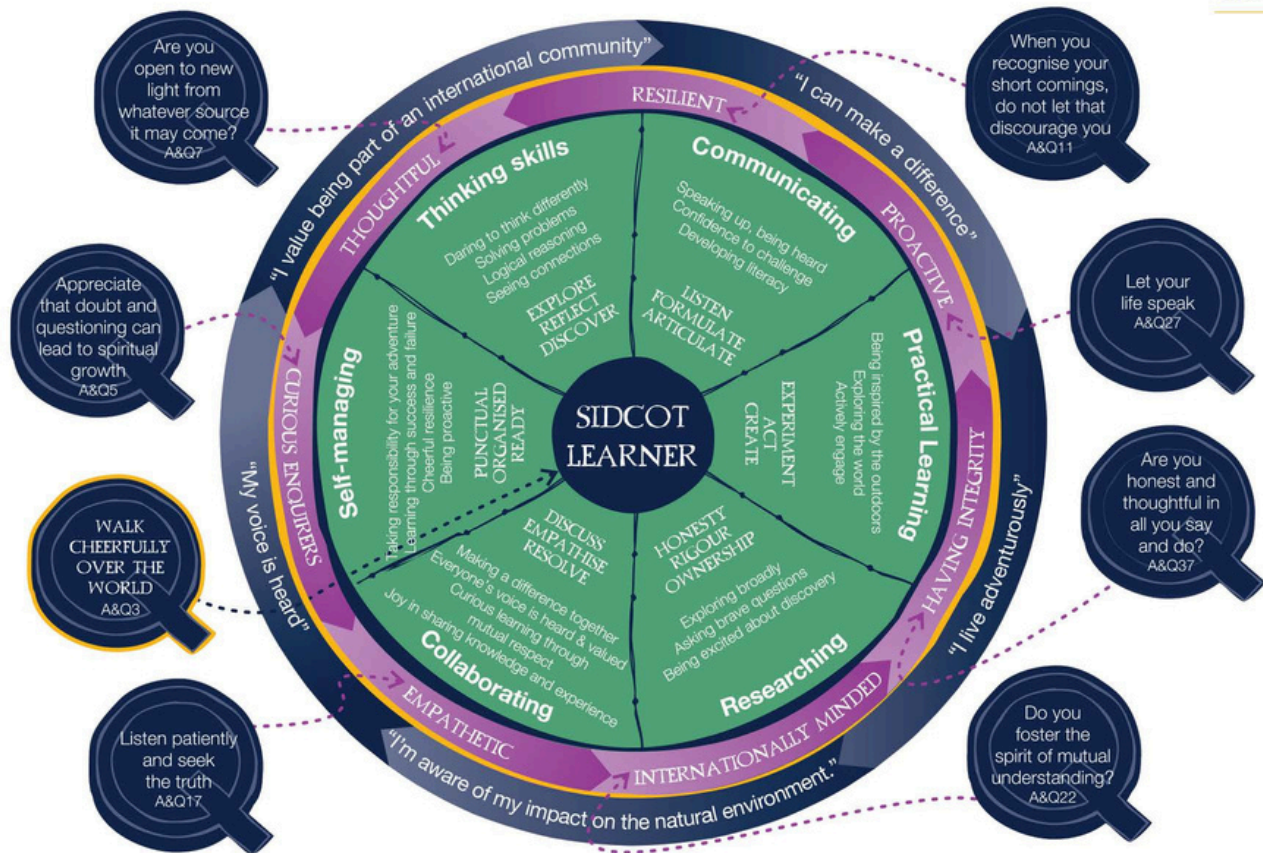 Are you
open to new
light from
whatever source
it may come?
A&Q7
When you
recognise your
short comings,
do not let that
discourage you
A&Q11
Appreciate
that doubt and
questioning can
lead to spiritual
growth
A&Q5
Let your
life speak
A&Q27
WALK
CHEERFULLY
OVER THE
WORLD
A&Q3
Are you
honest and
thoughtful in
all you say
and do?
A&Q37
Listen patiently
and seek
the truth
A&Q17
Do you
foster the
spirit of mutual
understanding?
A&Q22
“I value being part of an international community”
“I can make a difference”
“I live adventurously”
“I’m aware of my impact on the natural environment.”
“My voice is heard”
RESILIENT
PROACTIVE
HAVING INTEGRITY
INTERNATIONALLY MINDED
EMPATHETIC
CURIOUS ENQUIRERS
THOUGHTFUL
Thinking skills
Daring to think differently
Solving problems
Logical reasoning
Seeing connections
EXPLORE
REFLECT
DISCOVER
Communicating
Speaking up, being heard
Confidence to challenge
Developing literacy
LISTEN
FORMULATE
ARTICULATE
Practical Learning
Being inspired by the outdoors
Exploring the world
Actively engage
EXPERIMENT
ACT
CREATE
HONESTY
RIGOUR
OWNERSHIP
Exploring broadly
Asking brave questions
Being excited about discovery
Researching
DISCUSS
EMPATHISE
RESOLVE
Making a difference together
Everyone’s voice is heard & valued
Curious learning through
mutual respect
Joy in sharing knowledge and experience
Collaborating
Self-managing
Taking responsibility for your adventure
Learning through success and failure
Cheerful resilience
Being proactive
PUNCTUAL
ORGANISED
READY
SIDCOT
LEARNER